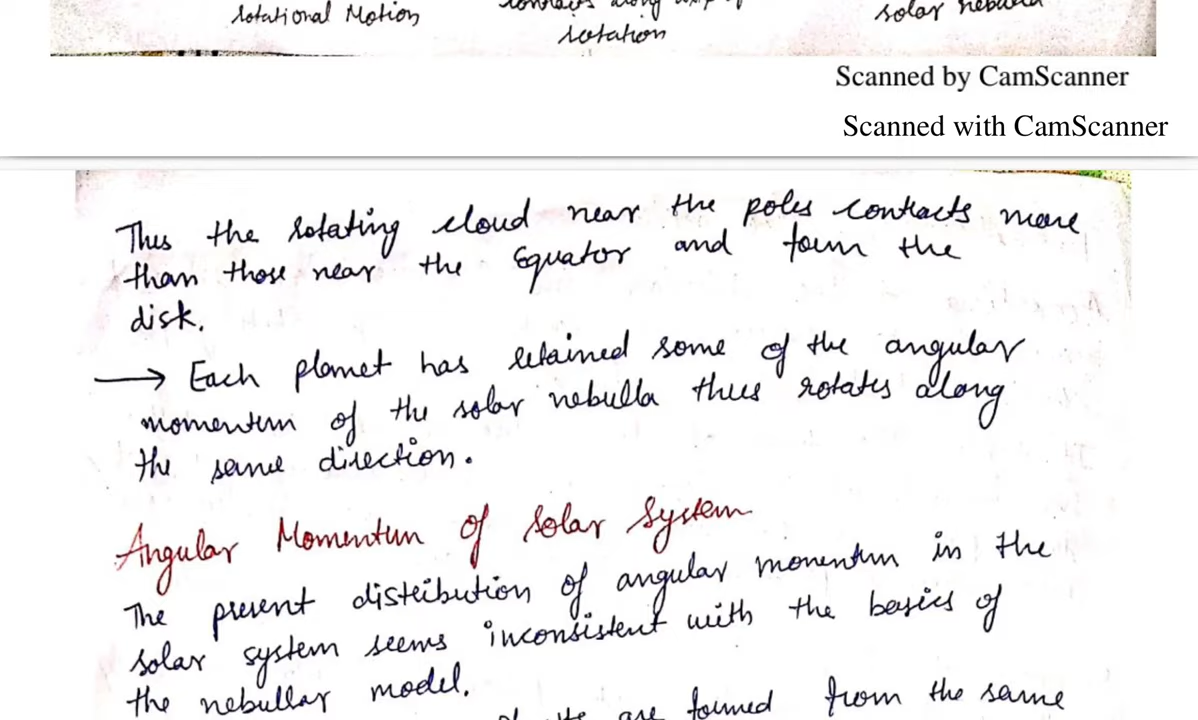 rotational Motion
rotation
solar nebula
Scanned by CamScanner
Scanned with CamScanner
Thus the rotating cloud near the poles contracts more
than those near the Equator and form the
disk.
→ Each planet has retained some of the angular
momentum of the solar nebulla thus rotates along
the same direction.
Angular Momentum of Solar System
The present distribution of angular momentum in the
solar system seems inconsistent with the basics of
the nebullar model.
are formed from the same